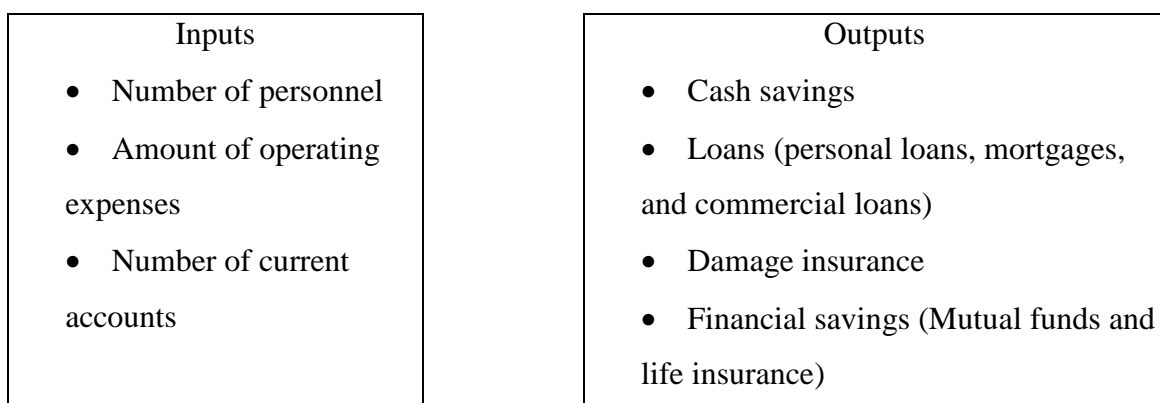 Inputs
• Number of personnel
• Amount of operating
expenses
• Number of current
accounts
Outputs
• Cash savings
• Loans (personal loans, mortgages,
and commercial loans)
• Damage insurance
• Financial savings (Mutual funds and
life insurance)